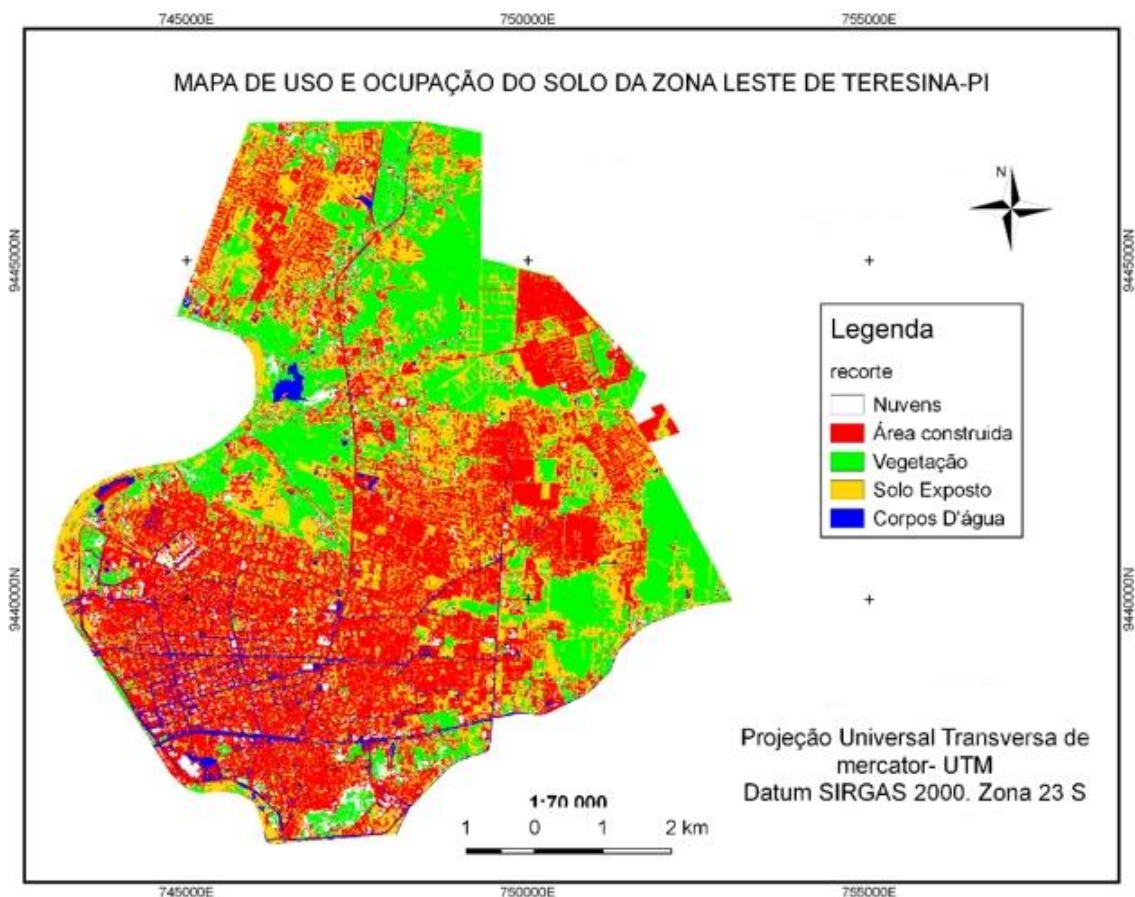 745000E 750000E 755000E
MAPA DE USO E OCUPAÇÃO DO SOLO DA ZONA LESTE DE TERESINA-PI
N
9445000N 9445000N
Legenda
recorte
Nuvens
Área construida
Vegetação
Solo Exposto
Corpos D'água
9440000N 9440000N
Projeção Universal Transversa de
mercator- UTM
Datum SIRGAS 2000. Zona 23 S
1:70.000
1 0 1 2 km
745000E 750000E 755000E